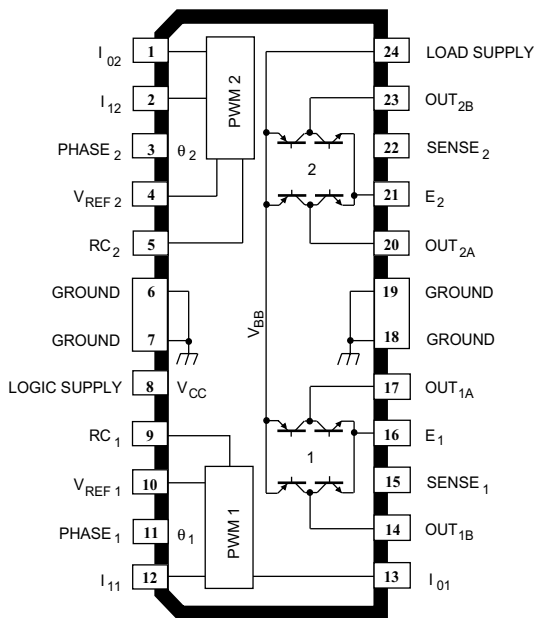 I02 1 24 LOAD SUPPLY
PWM 2
I12 2 23 OUT2B
PHASE2 3 θ2 2 22 SENSE2
VREF 2 4 21 E2
RC2 5 20 OUT2A
GROUND 6 19 GROUND
VBB
GROUND 7 18 GROUND
LOGIC SUPPLY 8 VCC 17 OUT1A
RC1 9 16 E1
1
VREF 1 10 15 SENSE1
PWM 1
PHASE1 11 θ1 14 OUT1B
I11 12 13 I01